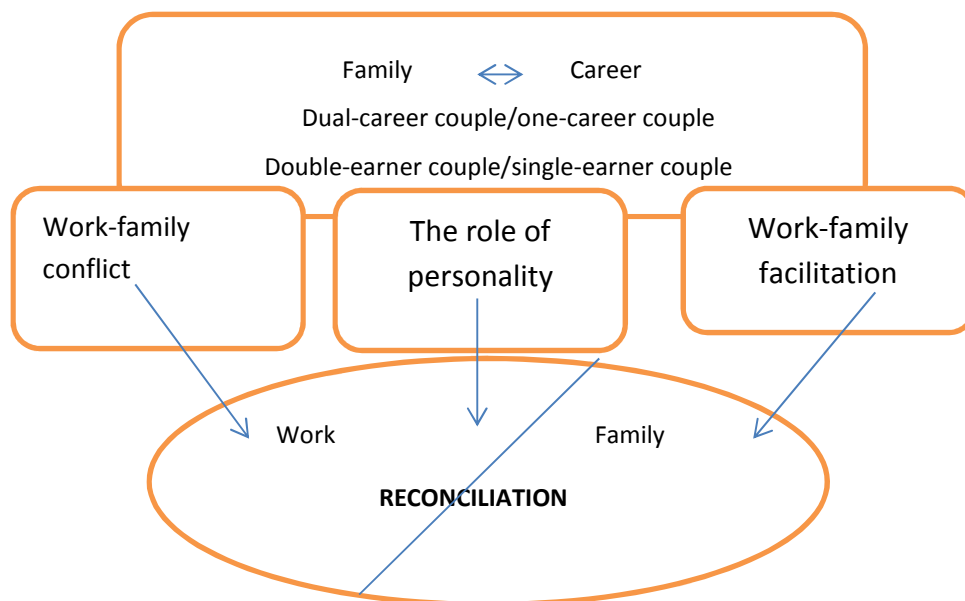 Family Career
Dual-career couple/one-career couple
Double-earner couple/single-earner couple
Work-family
conflict
The role of
personality
Work-family
facilitation
Work Family
RECONCILIATION